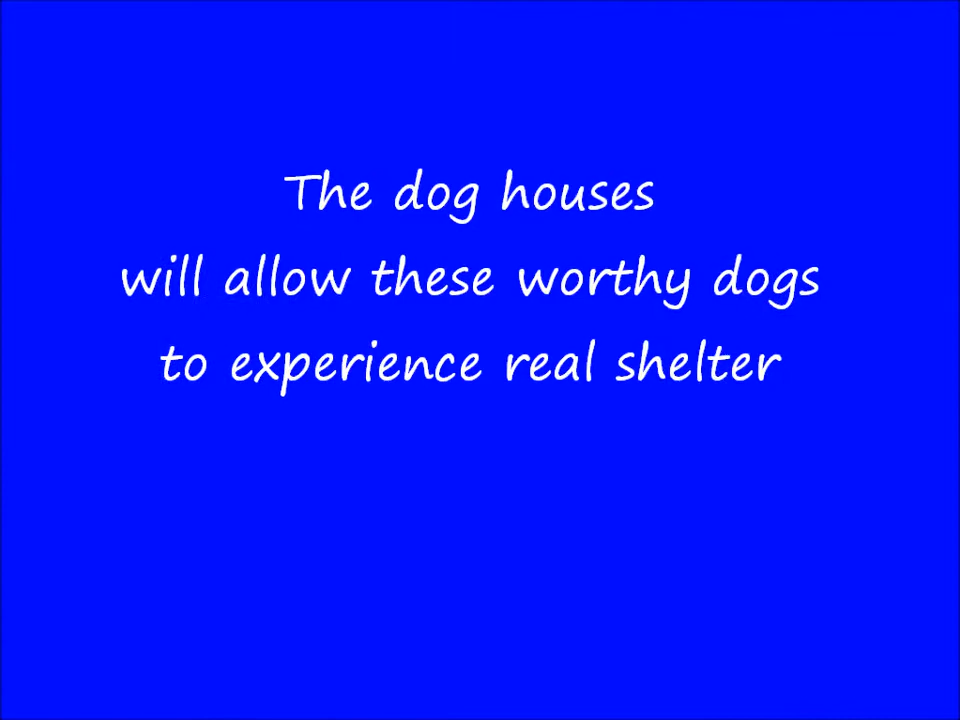 The dog houses
will allow these worthy dogs
to experience real shelter